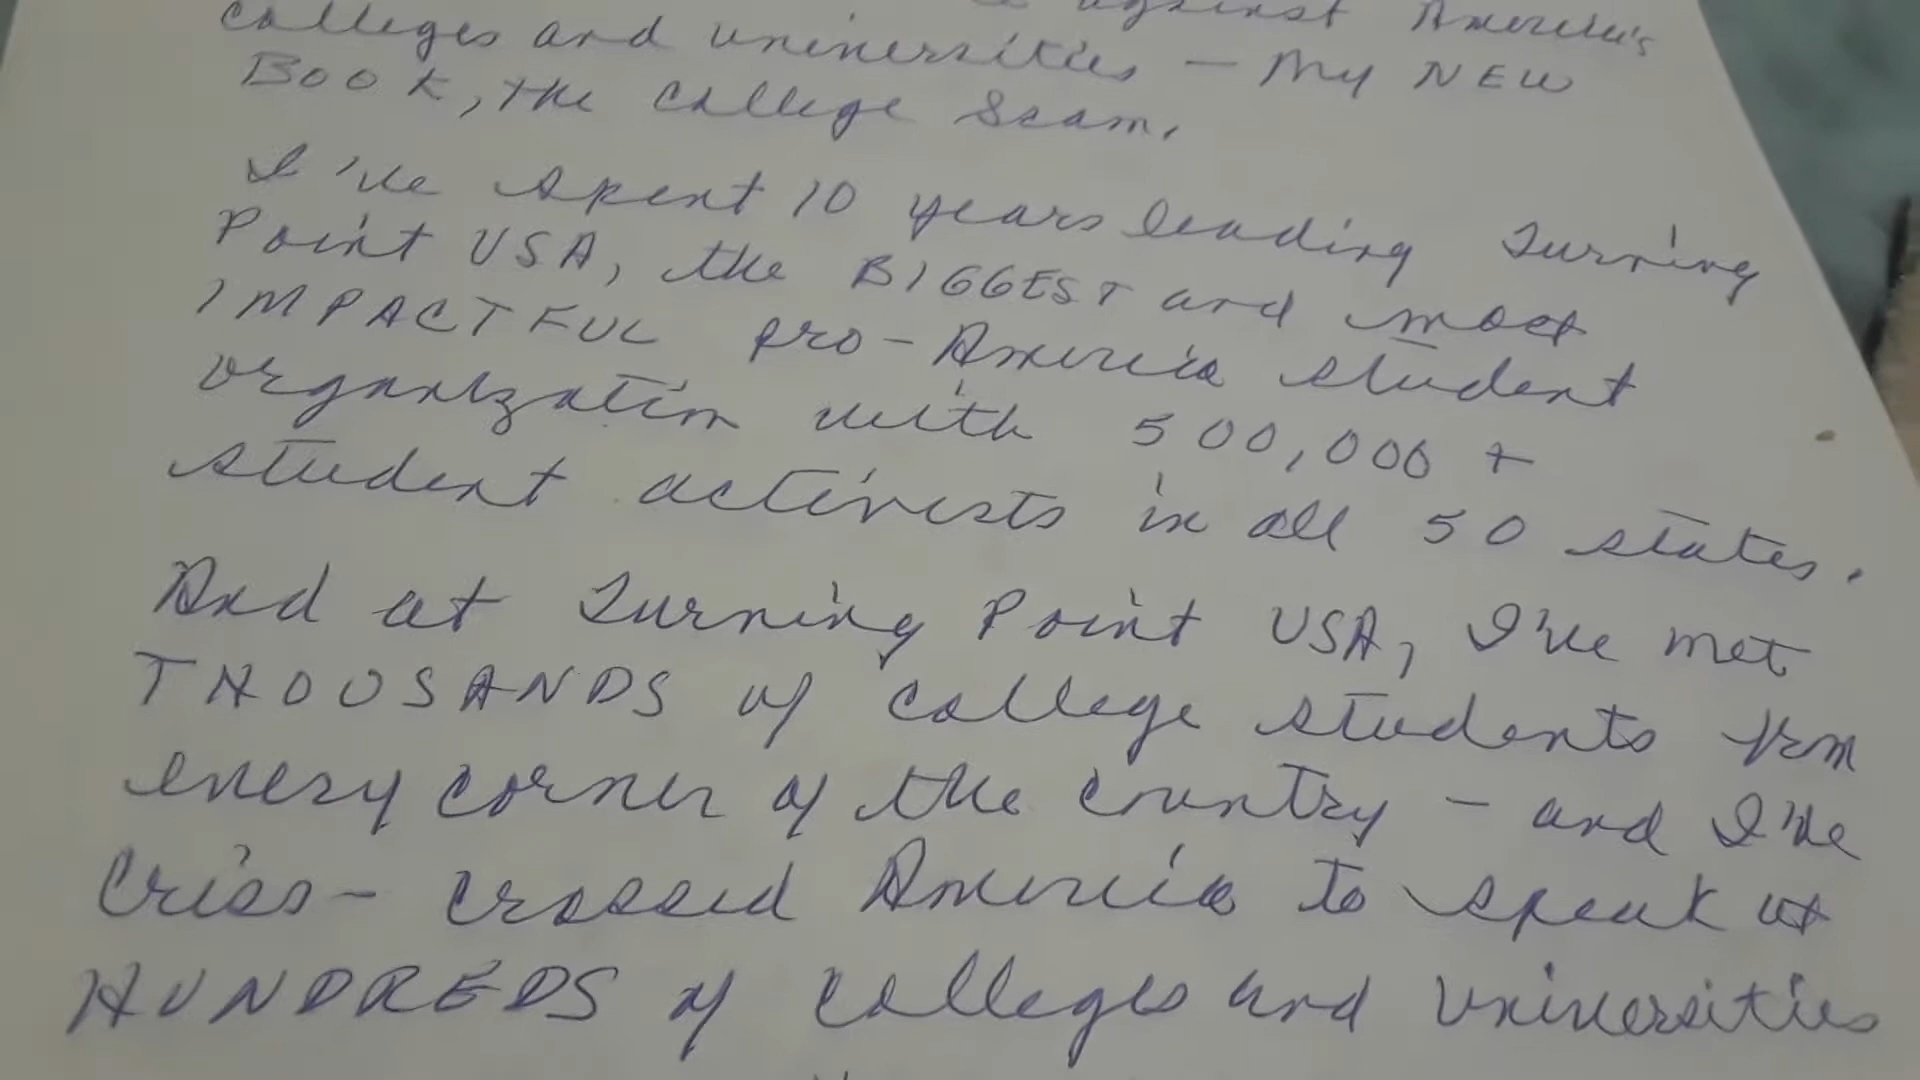 against America's
colleges and universities – My NEW
BOOK, the College Scam.
I've spent 10 years leading Turning
Point USA, the BIGGEST and most
IMPACTFUL pro-America student
organization with 500,000 +
student activists in all 50 states.
And at Turning Point USA, I've met
THOUSANDS of college students from
every corner of the country – and I've
criss-crossed America to speak at
HUNDREDS of colleges and universities